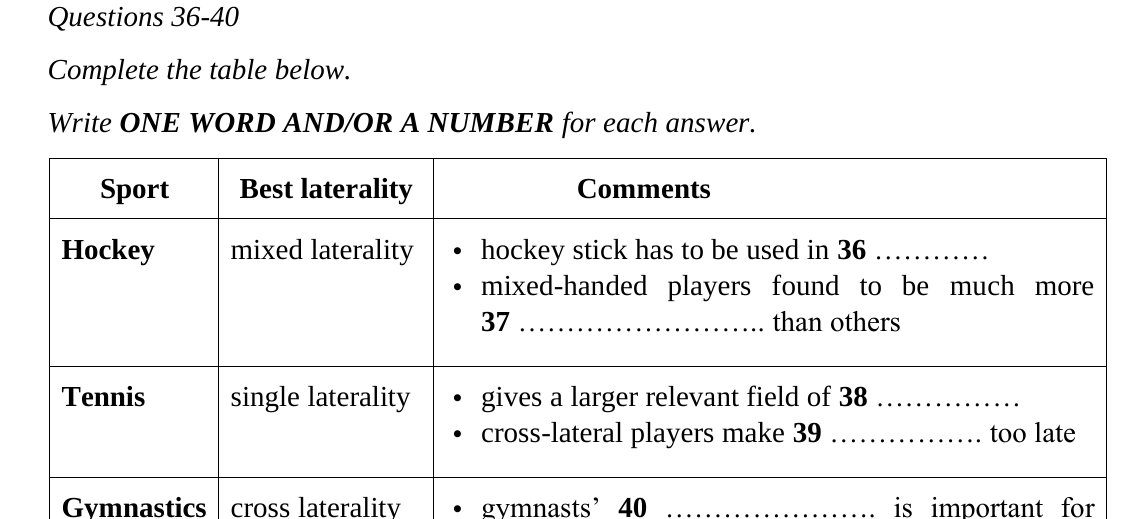 Questions 36-40
Complete the table below.
Write ONE WORD AND/OR A NUMBER for each answer.
Sport Best laterality Comments
Hockey mixed laterality • hockey stick has to be used in 36 …………
• mixed-handed players found to be much more
37 …………………….. than others
Tennis single laterality • gives a larger relevant field of 38 ……………
• cross-lateral players make 39 ……………. too late
Gymnastics cross laterality • gymnasts’ 40 …………………. is important for